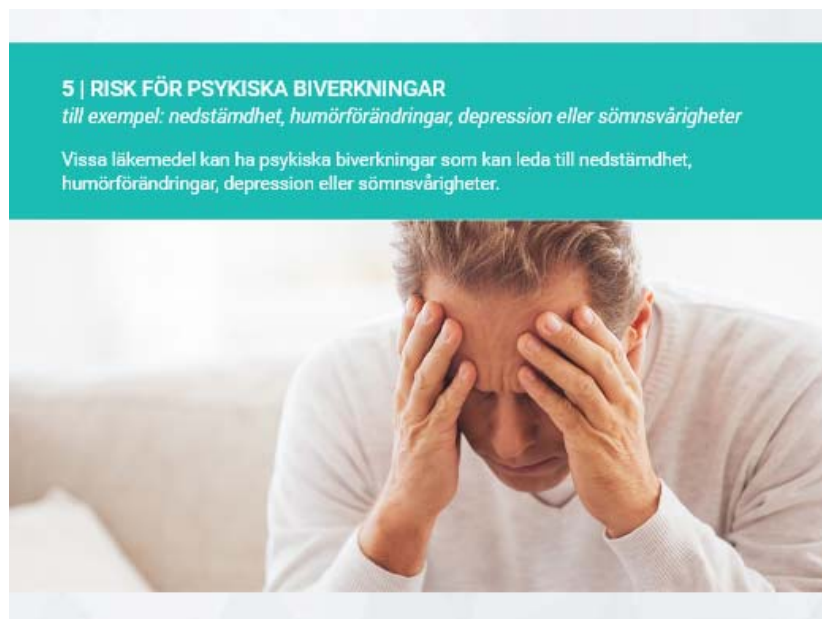 5 | RISK FÖR PSYKISKA BIVERKNINGAR
till exempel: nedstämdhet, humörförändringar, depression eller sömnsvårigheter
Vissa läkemedel kan ha psykiska biverkningar som kan leda till nedstämdhet,
humörförändringar, depression eller sömnsvårigheter.